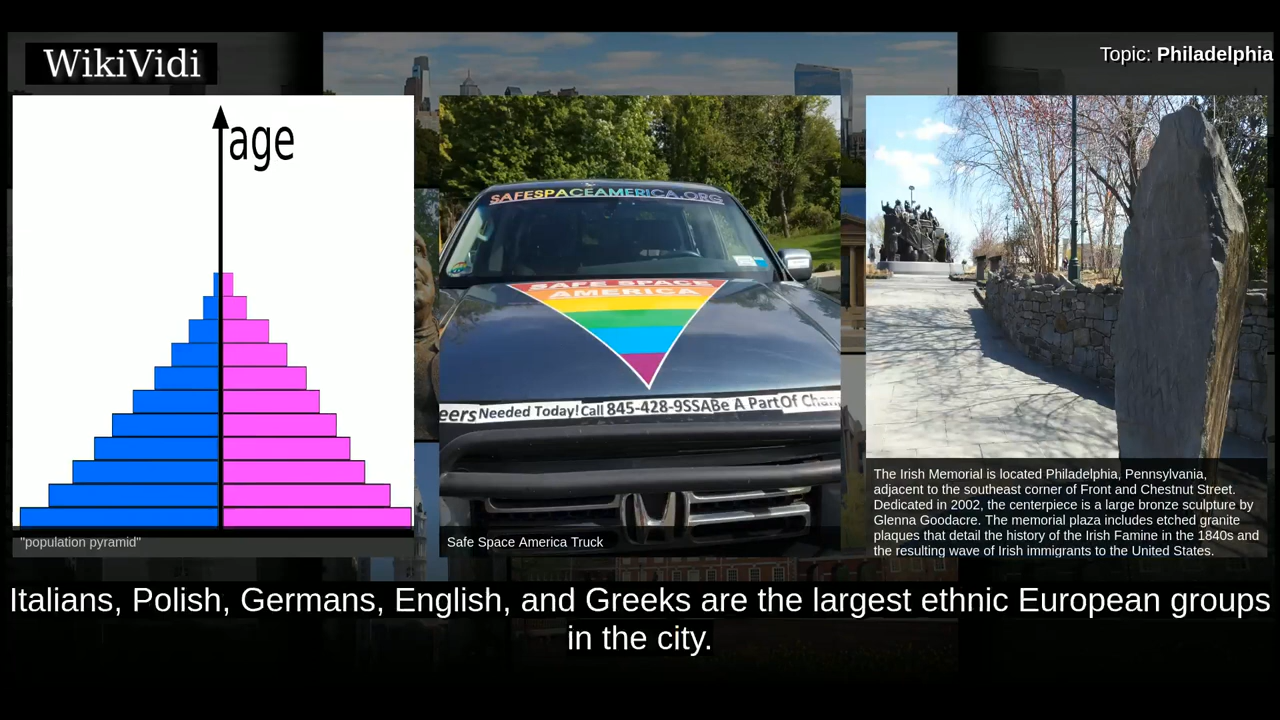 WikiVidi
Topic: Philadelphia
age
"population pyramid"
SAFESPACEAMERICA.ORG
SAFE SPACE
AMERICA
eers Needed Today! Call 845-428-9SSA Be A Part Of
Safe Space America Truck
The Irish Memorial is located Philadelphia, Pennsylvania,
adjacent to the southeast corner of Front and Chestnut Street.
Dedicated in 2002, the centerpiece is a large bronze sculpture by
Glenna Goodacre. The memorial plaza includes etched granite
plaques that detail the history of the Irish Famine in the 1840s and
the resulting wave of Irish immigrants to the United States.
Italians, Polish, Germans, English, and Greeks are the largest ethnic European groups
in the city.